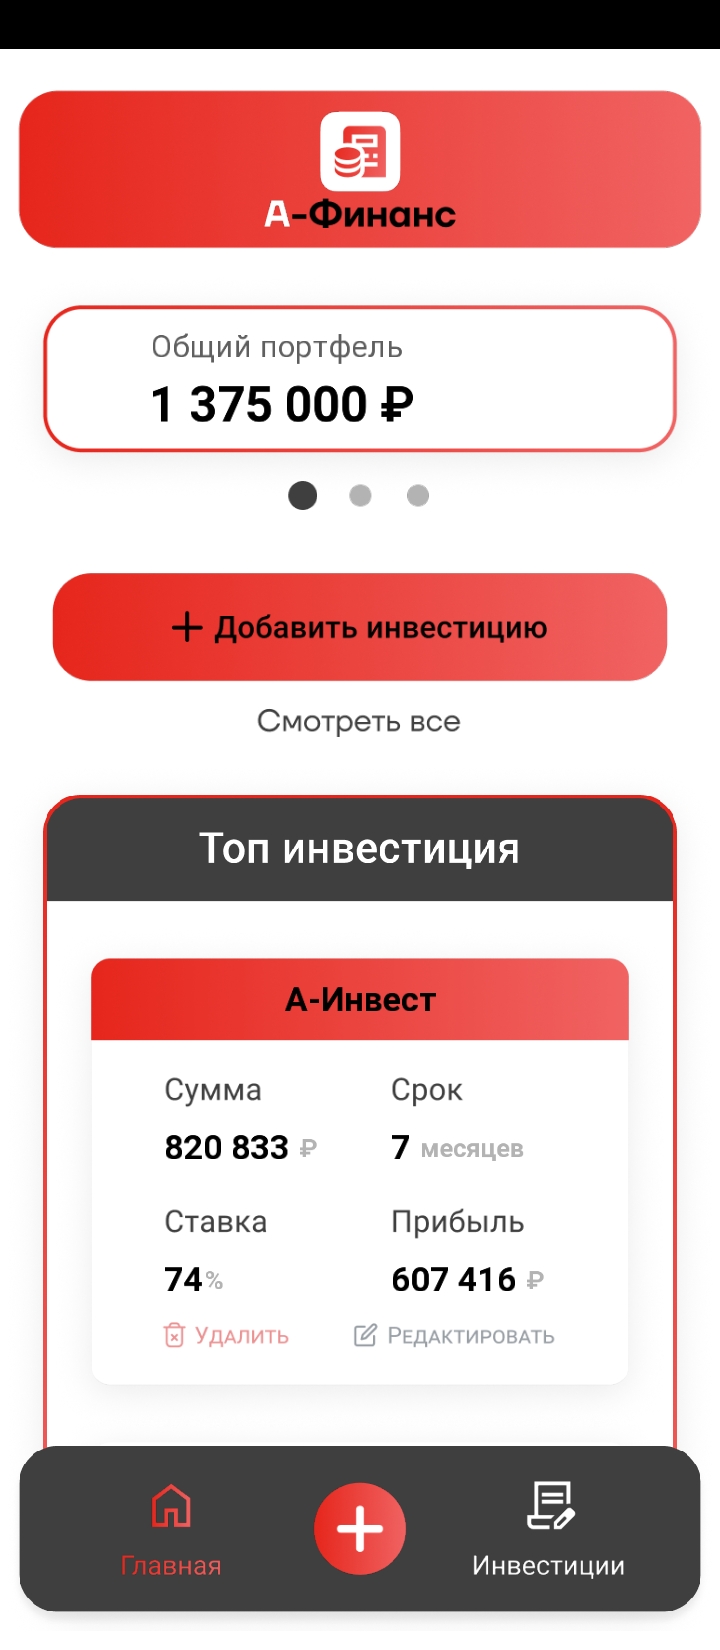 А-Финанс
Общий портфель
1 375 000 ₽
+ Добавить инвестицию
Смотреть все
Топ инвестиция
А-Инвест
Сумма Срок
820 833 ₽ 7 месяцев
Ставка Прибыль
74% 607 416 ₽
Удалить Редактировать
Главная Инвестиции